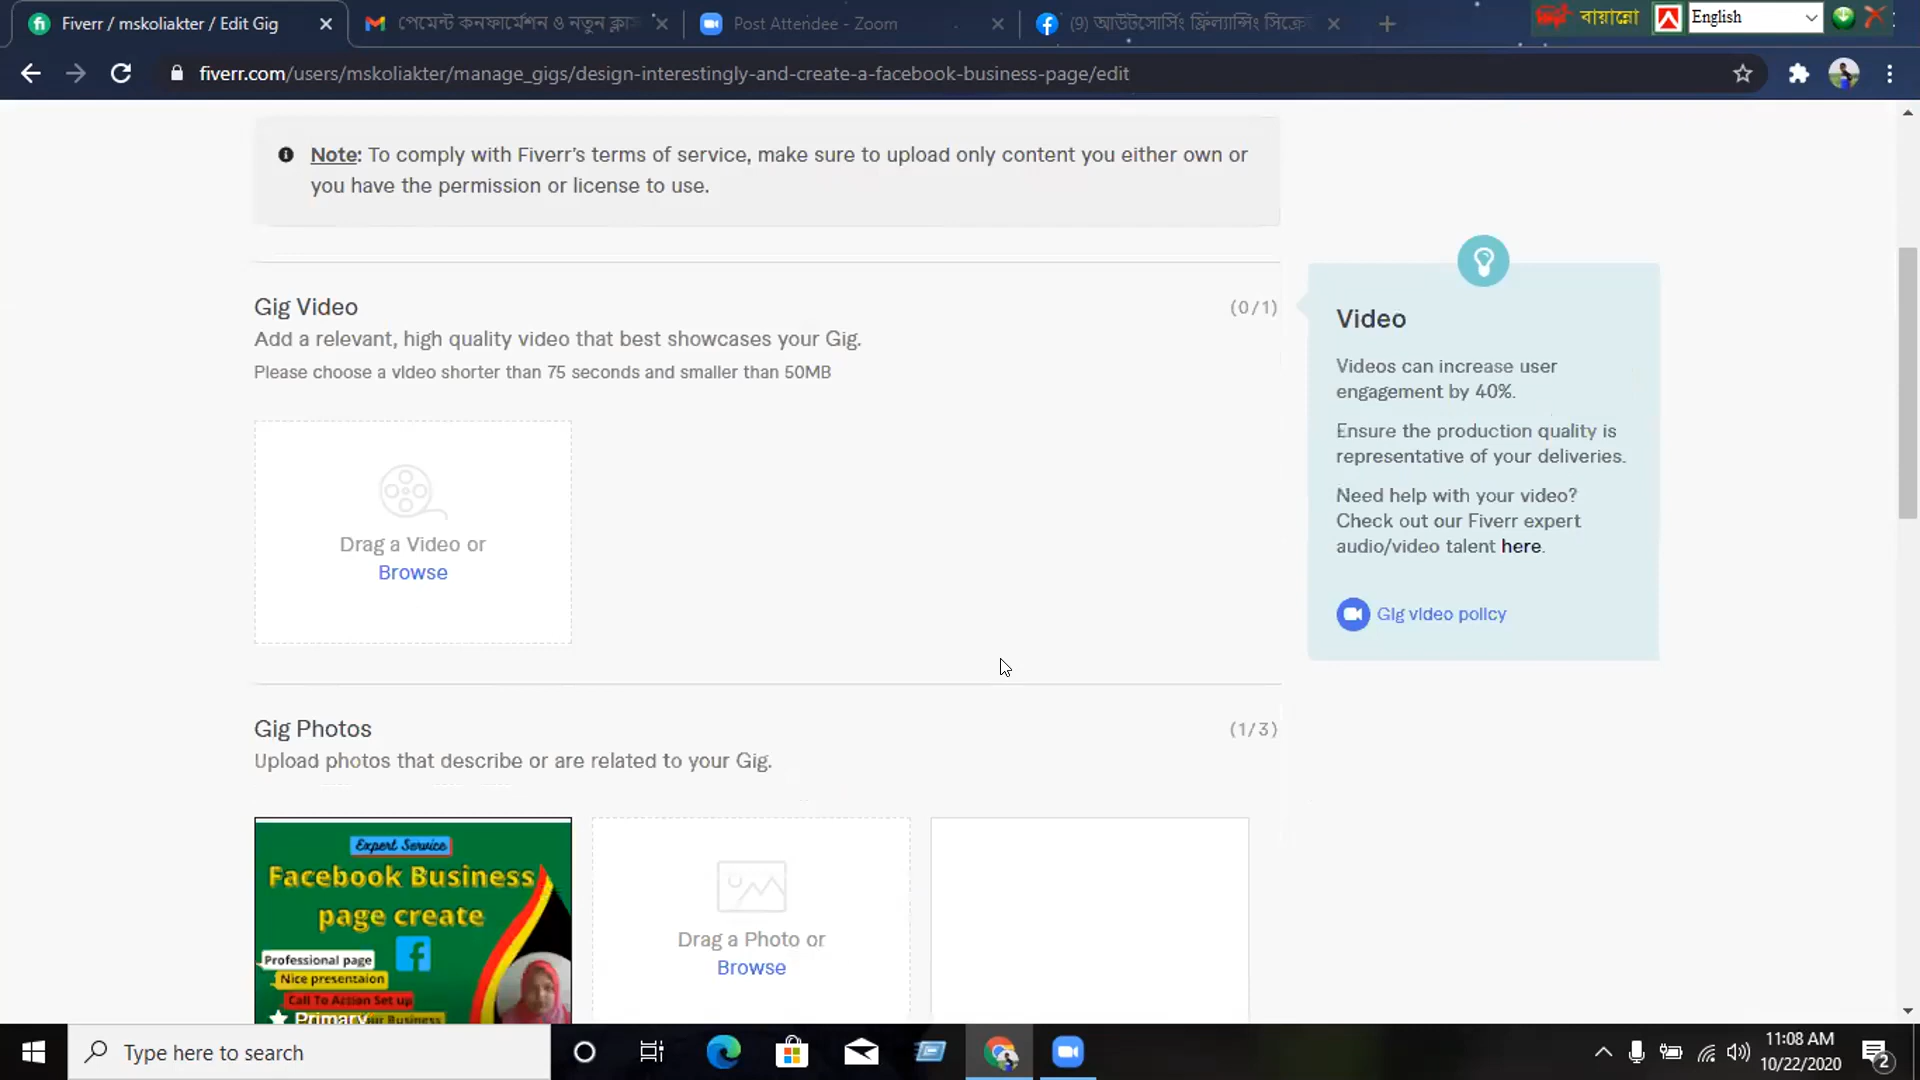 Fiverr / mskoliakter / Edit Gig
পেমেন্ট কনফার্মেশন ও নতুন ক্লাস
Post Attendee - Zoom
(9) আউটসোর্সিং ফ্রিল্যান্সিং সিক্রে
বায়ান্নো
English
fiverr.com/users/mskoliakter/manage_gigs/design-interestingly-and-create-a-facebook-business-page/edit
Note: To comply with Fiverr's terms of service, make sure to upload only content you either own or
you have the permission or license to use.
Gig Video
(0/1)
Add a relevant, high quality video that best showcases your Gig.
Please choose a video shorter than 75 seconds and smaller than 50MB
Drag a Video or
Browse
Video
Videos can increase user
engagement by 40%.
Ensure the production quality is
representative of your deliveries.
Need help with your video?
Check out our Fiverr expert
audio/video talent here.
Gig video policy
Gig Photos
(1/3)
Upload photos that describe or are related to your Gig.
Expert Service
Facebook Business
page create
Professional page
Nice presentaion
Call To Action Set up
Primary
our Business
Drag a Photo or
Browse
Type here to search
11:08 AM
10/22/2020
2